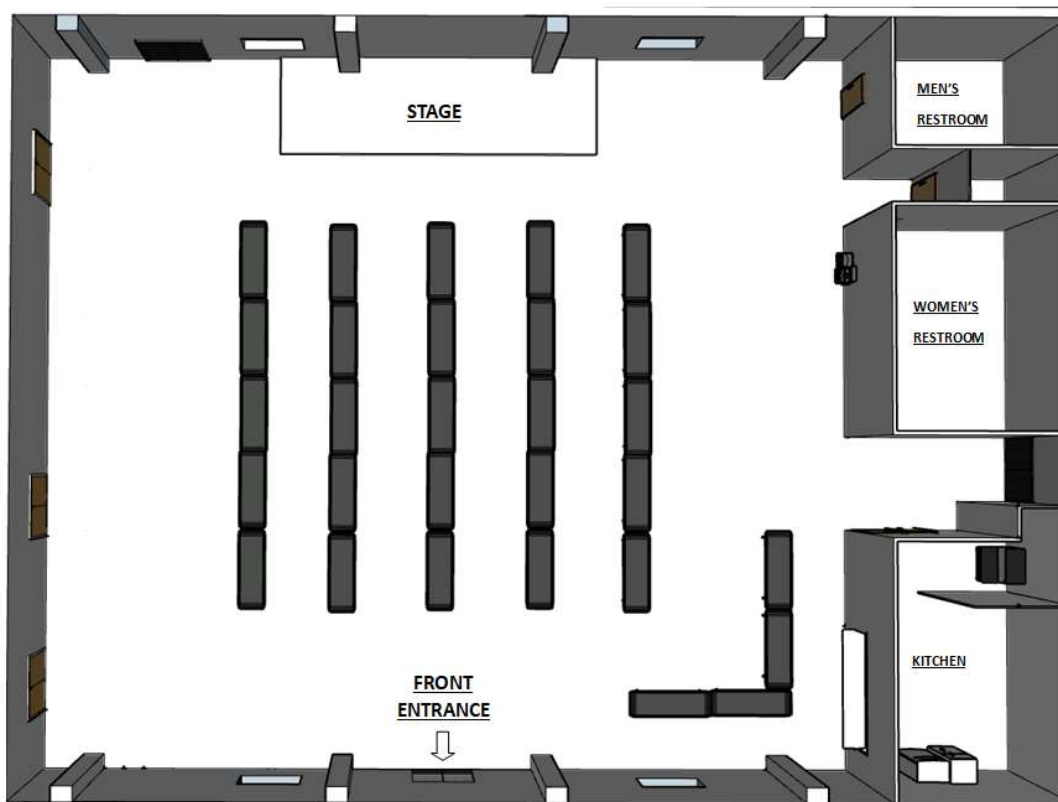 STAGE
MEN'S
RESTROOM
WOMEN'S
RESTROOM
KITCHEN
FRONT
ENTRANCE